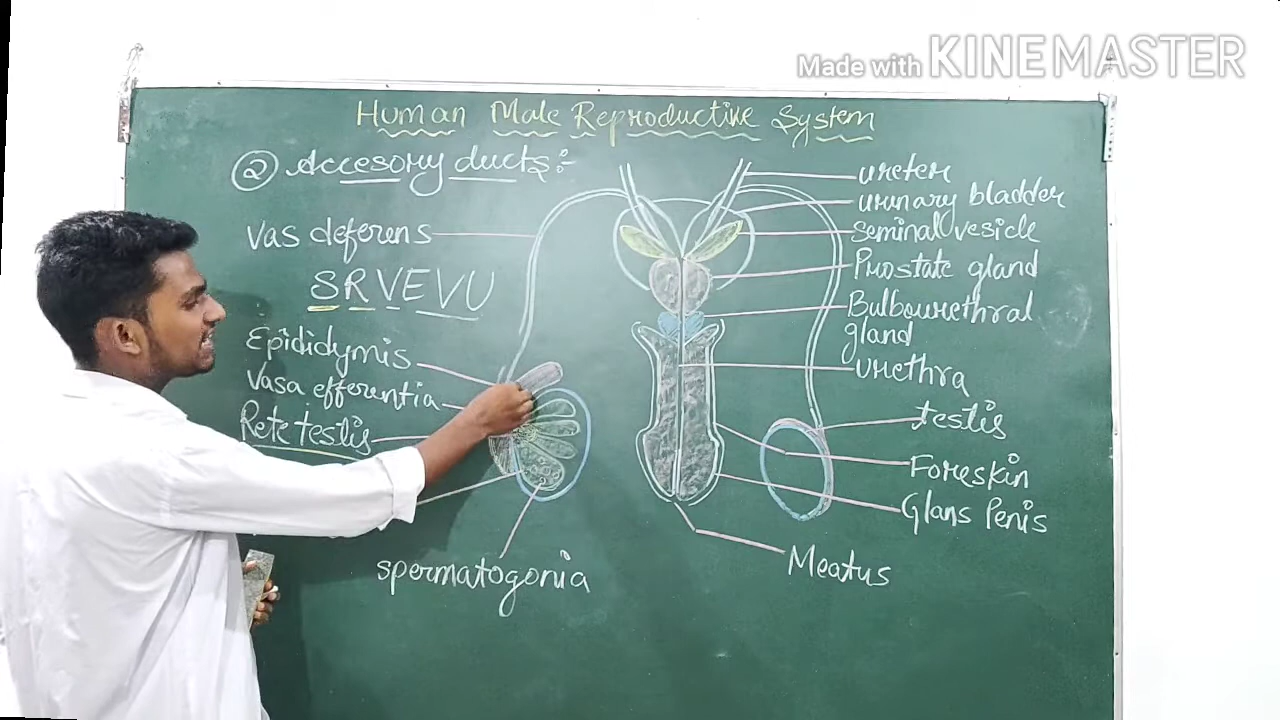 Made with KINEMASTER
Human Male Reproductive System
② Accesory ducts:-
Vas deferens
SRVEVU
Epididymis
Vasa efferentia
Rete testis
spermatogonia
ureter
urinary bladder
seminal vesicle
Prostate gland
Bulbourethral
gland
urethra
testis
Foreskin
Glans Penis
Meatus